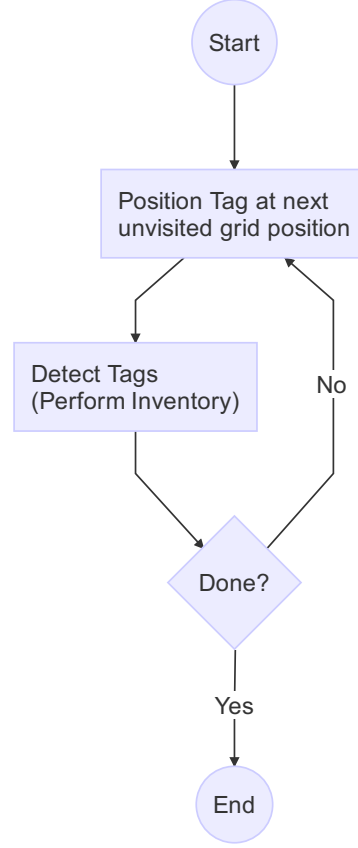 Start
Position Tag at next
unvisited grid position
Detect Tags
(Perform Inventory)
No
Done?
Yes
End